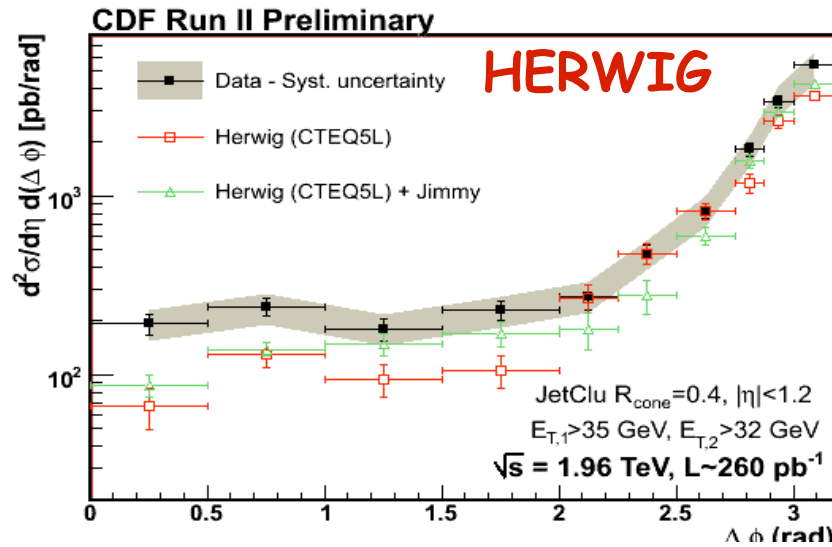 CDF Run II Preliminary
HERWIG
Data - Syst. uncertainty
Herwig (CTEQ5L)
Herwig (CTEQ5L) + Jimmy
d²σ/dη d(Δ ϕ) [pb/rad]
10³
10²
JetClu R_cone=0.4, |η|<1.2
E_T,1>35 GeV, E_T,2>32 GeV
√s = 1.96 TeV, L~260 pb⁻¹
0 0.5 1 1.5 2 2.5 3
Δ ϕ (rad)